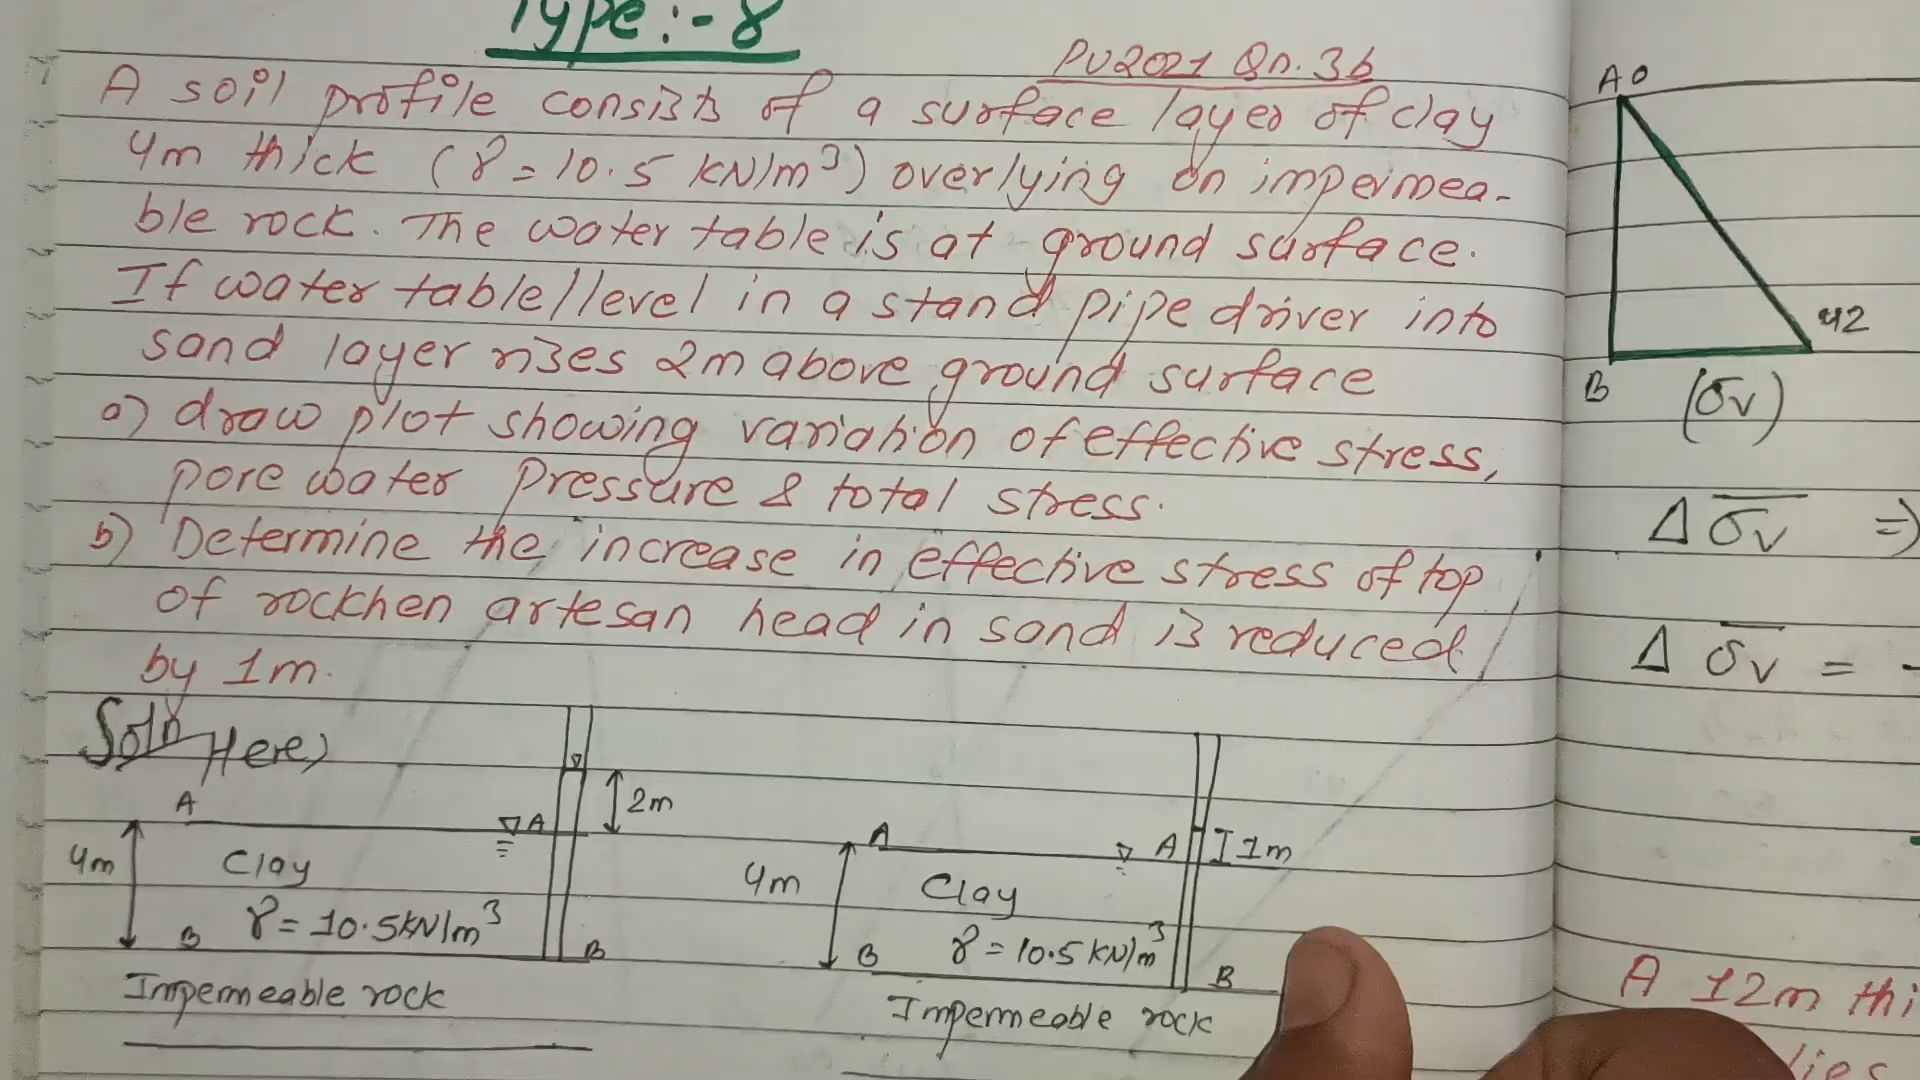 Type:- 8
PU2021 Qn. 3b
A soil profile consists of a surface layer of clay
4m thick (γ = 10.5 KN/m³) overlying on impermea-
ble rock. The water table is at ground surface.
If water table/level in a stand pipe driver into
sand layer rises 2m above ground surface
a) draw plot showing variation of effective stress,
pore water pressure & total stress.
b) Determine the increase in effective stress of top
of rockhen artesan head in sand is reduced
by 1m.
Soln Here,
A
A
2m
4m
Clay
γ = 10.5KN/m³
B
B
Impermeable rock
A
A
1m
4m
Clay
γ = 10.5 KN/m³
B
B
Impermeable rock
A 0
B
42
(σv)
Δ σv =>
Δ σv = -
A 12m thi